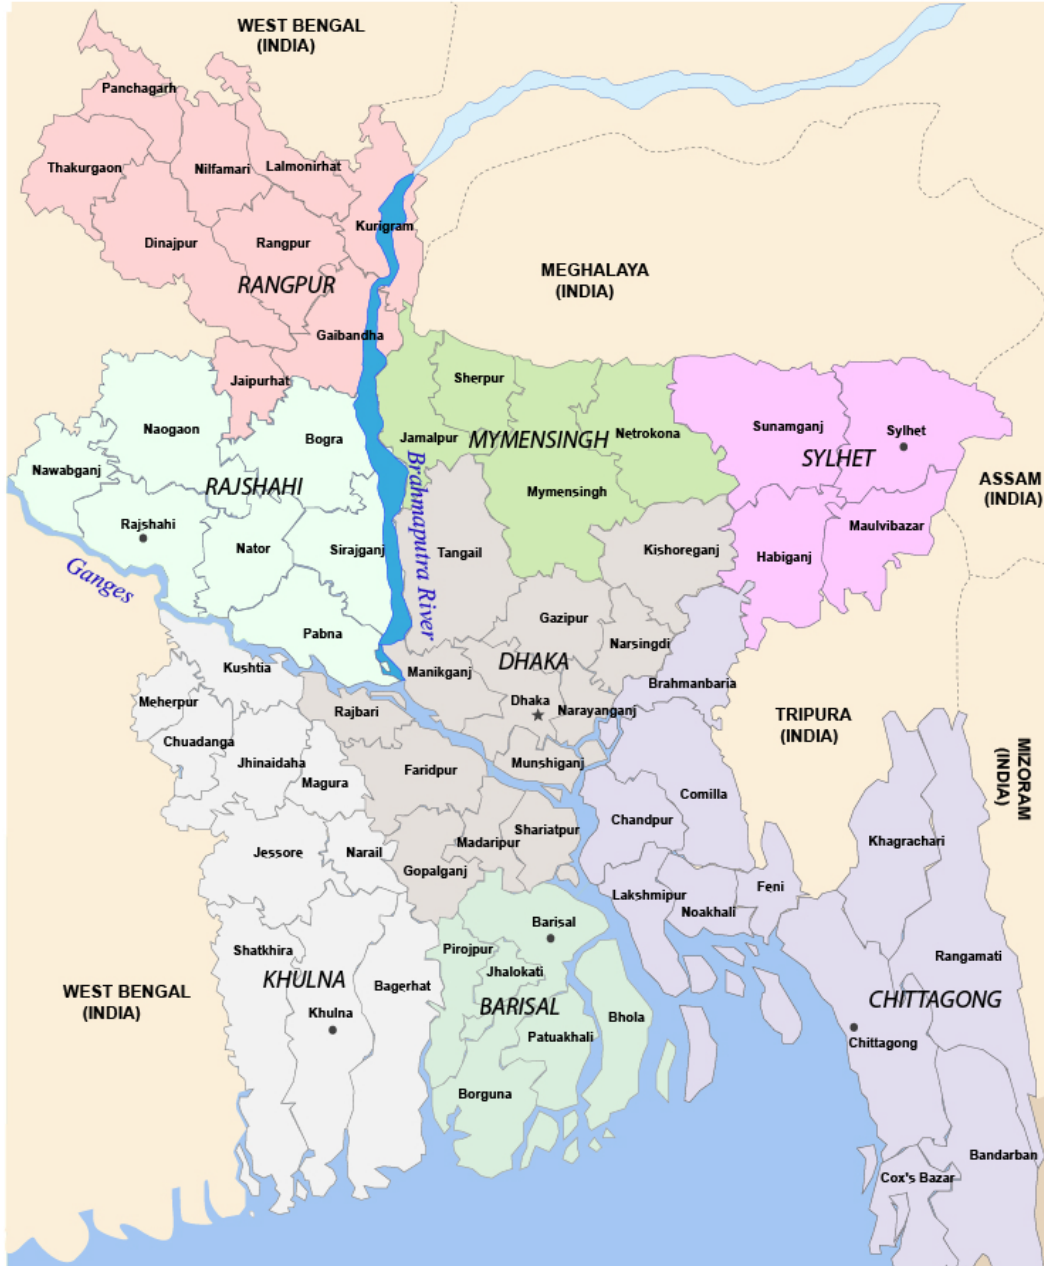 WEST BENGAL
(INDIA)
Panchagarh
Thakurgaon
Nilfamari
Lalmonirhat
Kurigram
Dinajpur
Rangpur
RANGPUR
MEGHALAYA
(INDIA)
Gaibandha
Jaipurhat
Sherpur
Naogaon
Bogra
Jamalpur
MYMENSINGH
Netrokona
Sunamganj
Sylhet
SYLHET
Nawabganj
RAJSHAHI
Brahmaputra River
Mymensingh
ASSAM
(INDIA)
Rajshahi
Nator
Sirajganj
Tangail
Kishoreganj
Habiganj
Maulvibazar
Ganges
Pabna
Gazipur
Narsingdi
Kushtia
Manikganj
DHAKA
Brahmanbaria
Meherpur
Rajbari
Dhaka
Narayanganj
TRIPURA
(INDIA)
MIZORAM
(INDIA)
Chuadanga
Jhinaidaha
Magura
Faridpur
Munshiganj
Comilla
Chandpur
Shariatpur
Madaripur
Khagrachari
Jessore
Narail
Gopalganj
Lakshmipur
Noakhali
Feni
Barisal
Shatkhira
Pirojpur
Jhalokati
Rangamati
KHULNA
Bagerhat
BARISAL
CHITTAGONG
WEST BENGAL
(INDIA)
Khulna
Patuakhali
Bhola
Chittagong
Borguna
Bandarban
Cox's Bazar